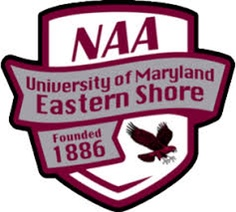 NAA
University of Maryland
Eastern Shore
Founded
1886